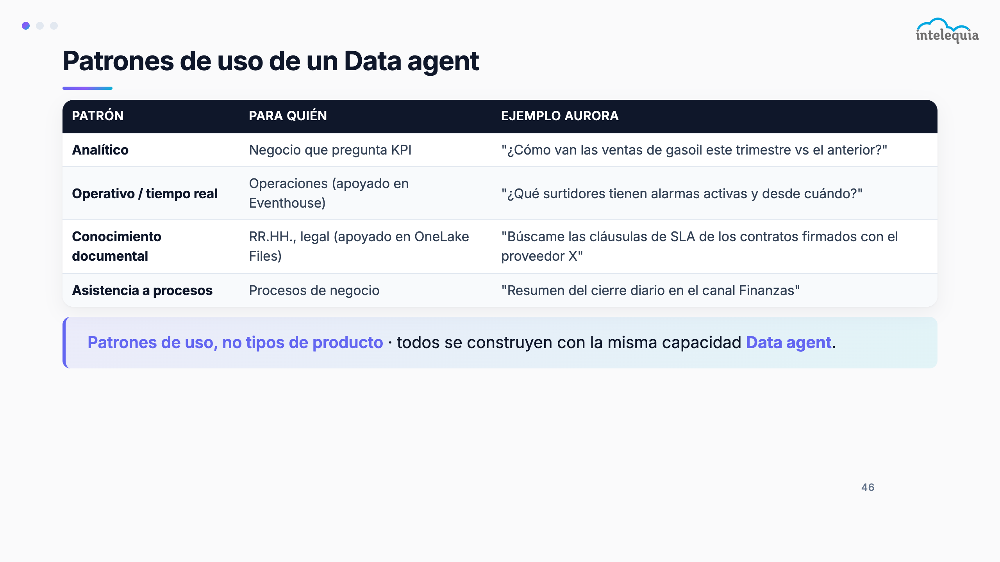 intelequia
Patrones de uso de un Data agent
PATRÓN PARA QUIÉN EJEMPLO AURORA
Analítico Negocio que pregunta KPI "¿Cómo van las ventas de gasoil este trimestre vs el anterior?"
Operativo / tiempo real Operaciones (apoyado en
Eventhouse) "¿Qué surtidores tienen alarmas activas y desde cuándo?"
Conocimiento
documental
RR.HH., legal (apoyado en OneLake
Files)
"Búscame las cláusulas de SLA de los contratos firmados con el
proveedor X"
Asistencia a procesos Procesos de negocio "Resumen del cierre diario en el canal Finanzas"
Patrones de uso, no tipos de producto · todos se construyen con la misma capacidad Data agent.
46